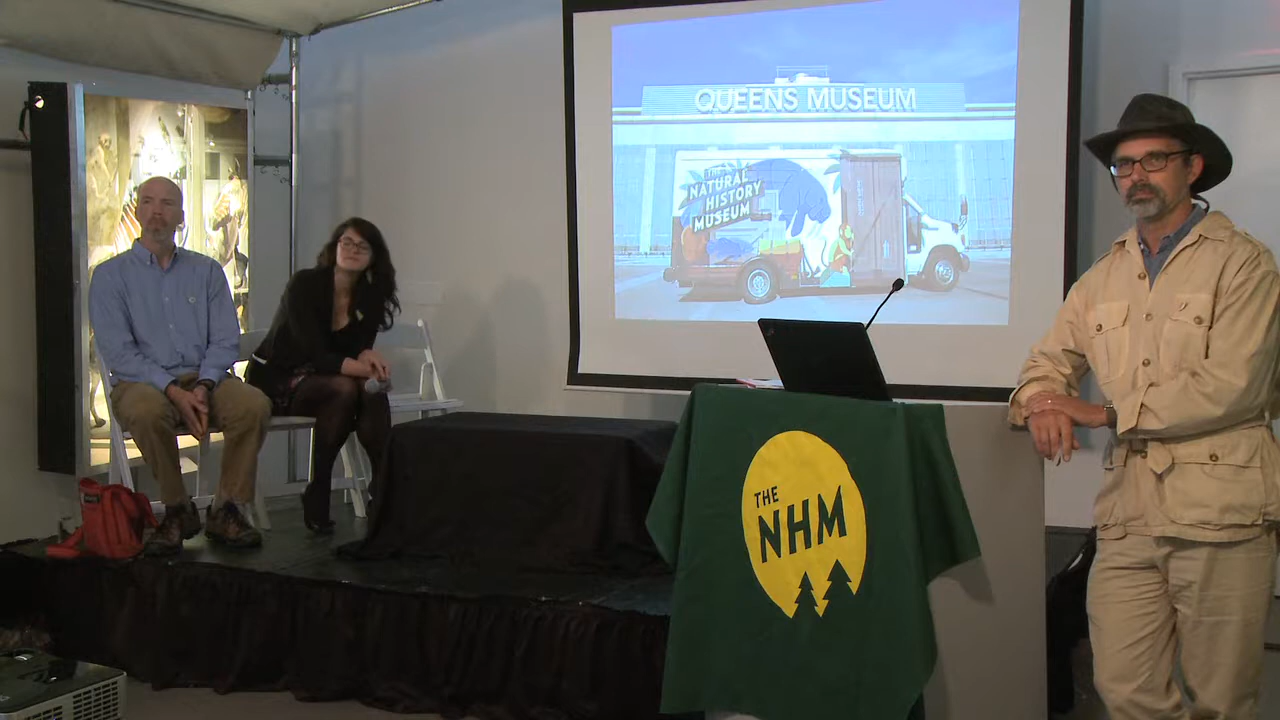 QUEENS MUSEUM
THE
NATURAL
HISTORY
MUSEUM
THE
NHM